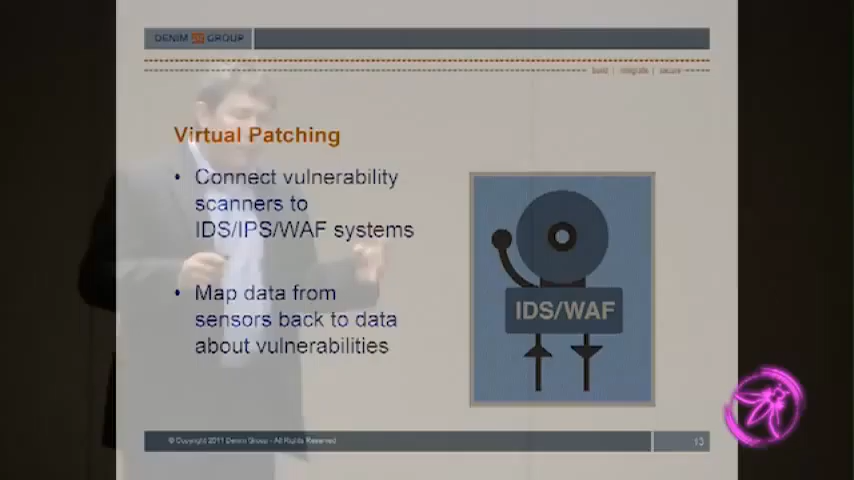 DENIM GROUP
build | integrate | secure
Virtual Patching
• Connect vulnerability
scanners to
IDS/IPS/WAF systems
• Map data from
sensors back to data
about vulnerabilities
IDS/WAF
© Copyright 2011 Denim Group - All Rights Reserved
13